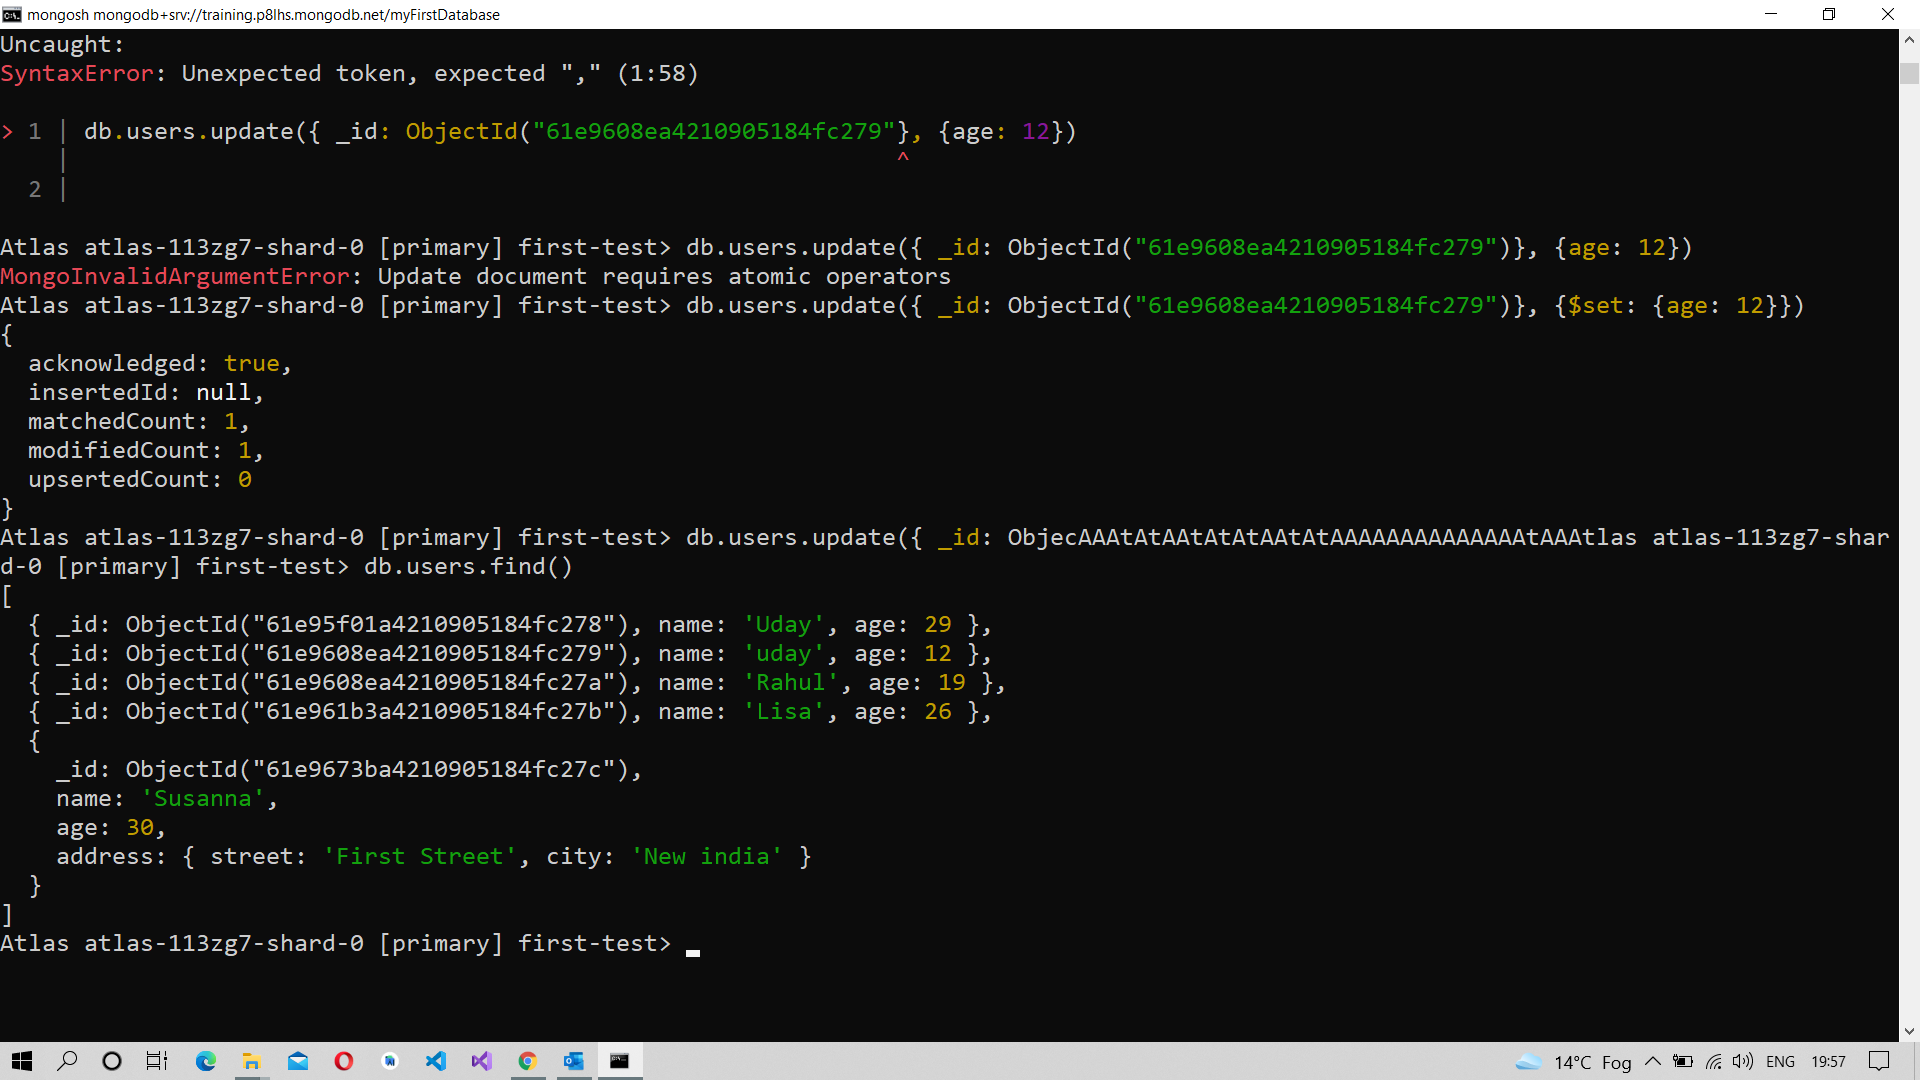 mongosh mongodb+srv://training.p8lhs.mongodb.net/myFirstDatabase
Uncaught:
SyntaxError: Unexpected token, expected "," (1:58)
> 1 | db.users.update({ _id: ObjectId("61e9608ea4210905184fc279"}, {age: 12})
| ^
2 |
Atlas atlas-113zg7-shard-0 [primary] first-test> db.users.update({ _id: ObjectId("61e9608ea4210905184fc279")}, {age: 12})
MongoInvalidArgumentError: Update document requires atomic operators
Atlas atlas-113zg7-shard-0 [primary] first-test> db.users.update({ _id: ObjectId("61e9608ea4210905184fc279")}, {$set: {age: 12}})
{
  acknowledged: true,
  insertedId: null,
  matchedCount: 1,
  modifiedCount: 1,
  upsertedCount: 0
}
Atlas atlas-113zg7-shard-0 [primary] first-test> db.users.update({ _id: ObjecAAAtAtAAtAtAtAAtAtAAAAAAAAAAAAAAtAAAtlas atlas-113zg7-shar
d-0 [primary] first-test> db.users.find()
[
  { _id: ObjectId("61e95f01a4210905184fc278"), name: 'Uday', age: 29 },
  { _id: ObjectId("61e9608ea4210905184fc279"), name: 'uday', age: 12 },
  { _id: ObjectId("61e9608ea4210905184fc27a"), name: 'Rahul', age: 19 },
  { _id: ObjectId("61e961b3a4210905184fc27b"), name: 'Lisa', age: 26 },
  {
    _id: ObjectId("61e9673ba4210905184fc27c"),
    name: 'Susanna',
    age: 30,
    address: { street: 'First Street', city: 'New india' }
  }
]
Atlas atlas-113zg7-shard-0 [primary] first-test>
14°C Fog ENG 19:57